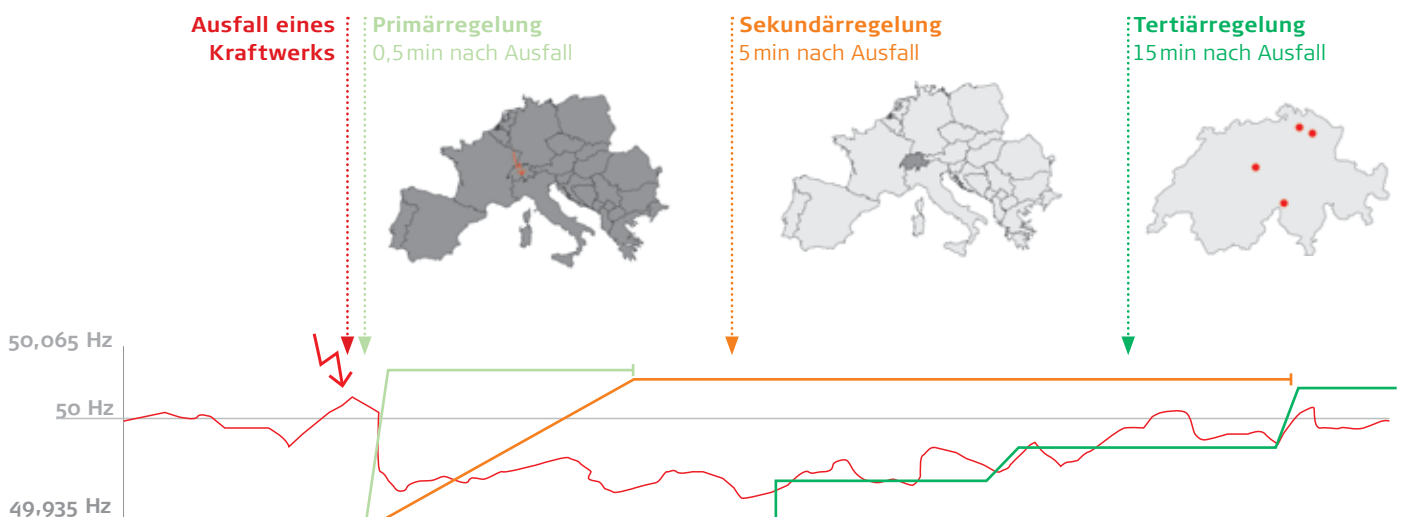 Ausfall eines
Kraftwerks
Primärregelung
0,5 min nach Ausfall
Sekundärregelung
5 min nach Ausfall
Tertiärregelung
15 min nach Ausfall
50,065 Hz
50 Hz
49,935 Hz